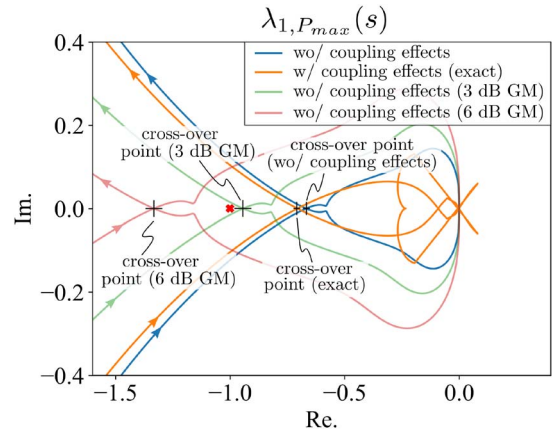 λ1,Pmax(s)
wo/ coupling effects
w/ coupling effects (exact)
wo/ coupling effects (3 dB GM)
wo/ coupling effects (6 dB GM)
cross-over
point (3 dB GM)
cross-over point
(wo/ coupling effects)
cross-over
point (6 dB GM)
cross-over
point (exact)
Im.
0.4
0.2
0.0
−0.2
−0.4
−1.5
−1.0
−0.5
0.0
Re.